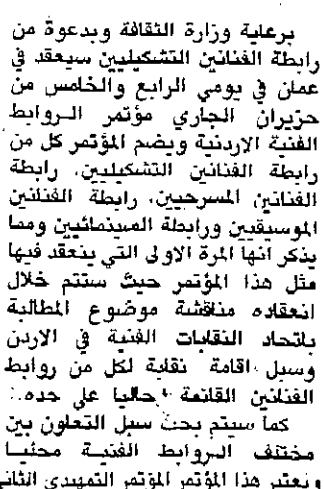 برعاية وزارة الثقافة وبدعوة من
رابطة الفنانين التشكيليين سيعقد في
عمان في يومي الرابع والخامس من
حزيران الجاري مؤتمر الروابط
الفنية الاردنية ويضم المؤتمر كل من
رابطة الفنانين التشكيليين، رابطة
الفنانين المسرحيين، رابطة الفنانين
الموسيقيين ورابطة السينمائيين ومما
يذكر انها المرة الاولى التي ينعقد فيها
مثل هذا المؤتمر حيث ستتم خلال
انعقاده مناقشة موضوع المطالبة
باتحاد النقابات الفنية في الاردن
وسبل اقامة نقابة لكل من روابط
الفنانين القائمة حاليا على حده.
كما سيتم بحث سبل التعاون بين
مختلف الروابط الفنية محليا
ويعتبر هذا المؤتمر المؤتمر التمهيدي الثاني